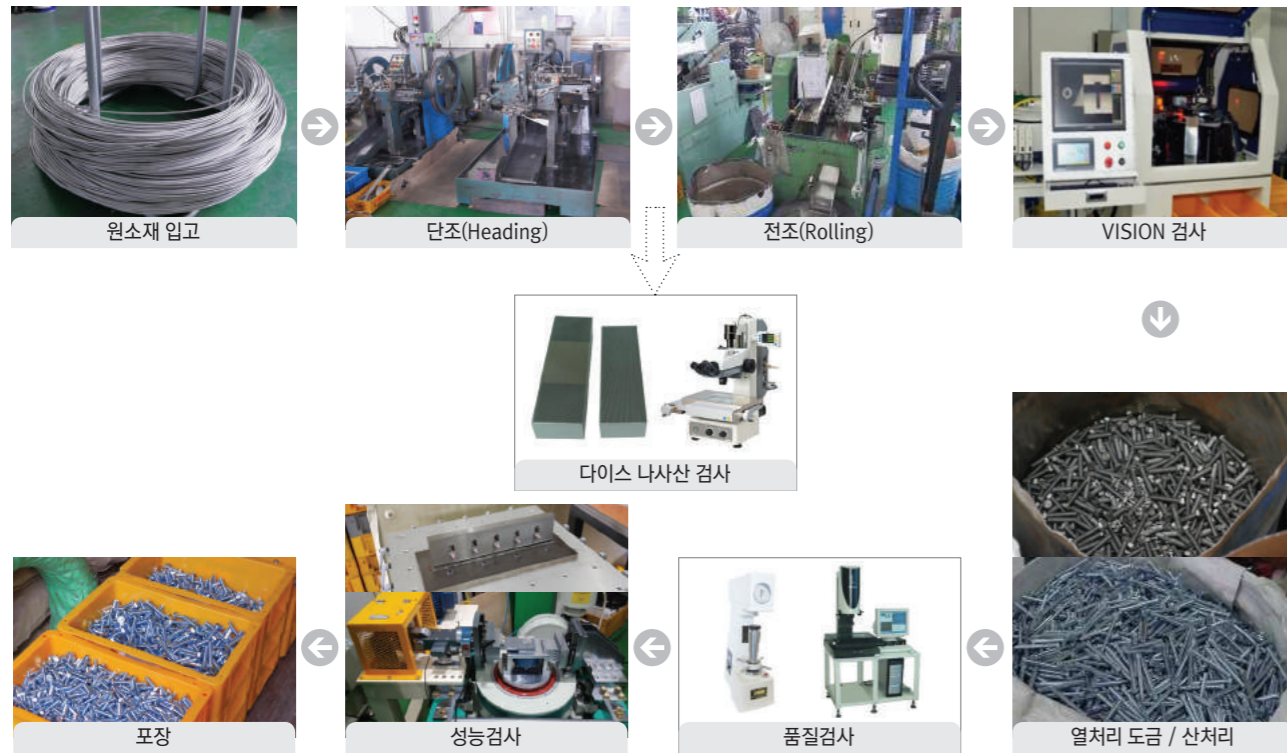 원소재 입고
단조(Heading)
전조(Rolling)
VISION 검사
다이스 나사산 검사
포장
성능검사
품질검사
열처리 도금 / 산처리